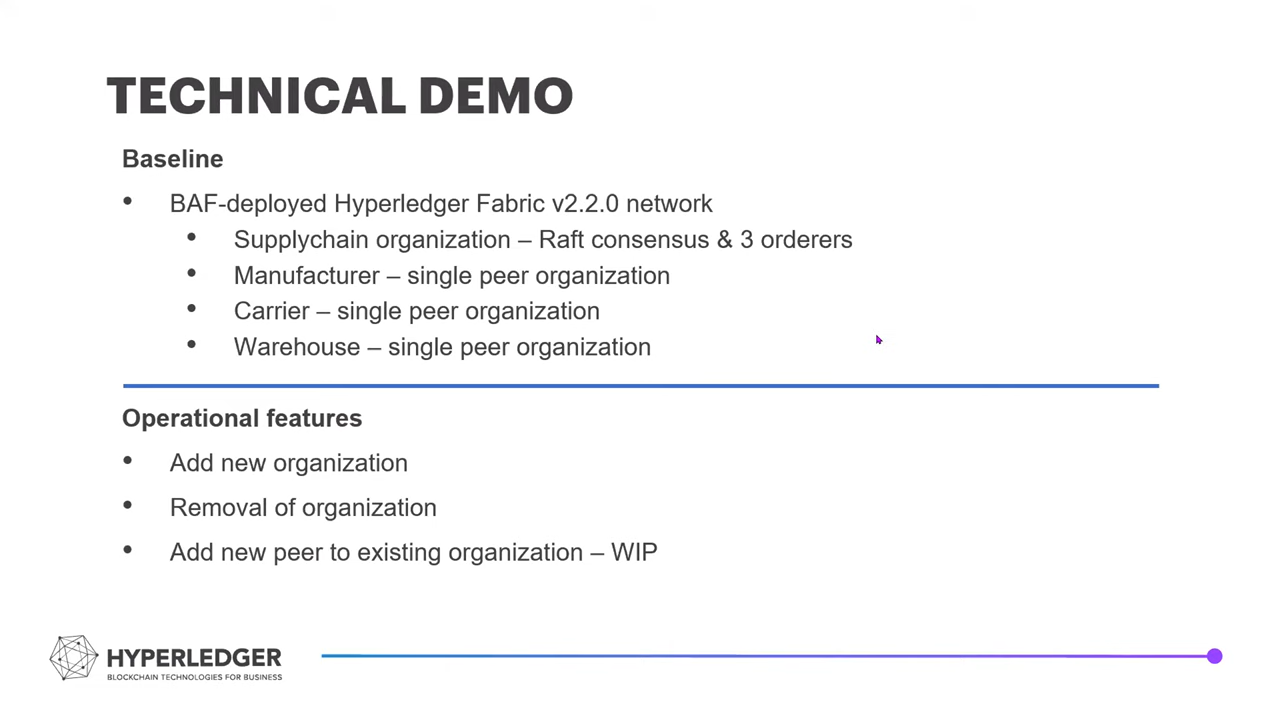 TECHNICAL DEMO
Baseline
• BAF-deployed Hyperledger Fabric v2.2.0 network
• Supplychain organization – Raft consensus & 3 orderers
• Manufacturer – single peer organization
• Carrier – single peer organization
• Warehouse – single peer organization
Operational features
• Add new organization
• Removal of organization
• Add new peer to existing organization – WIP
HYPERLEDGER
BLOCKCHAIN TECHNOLOGIES FOR BUSINESS